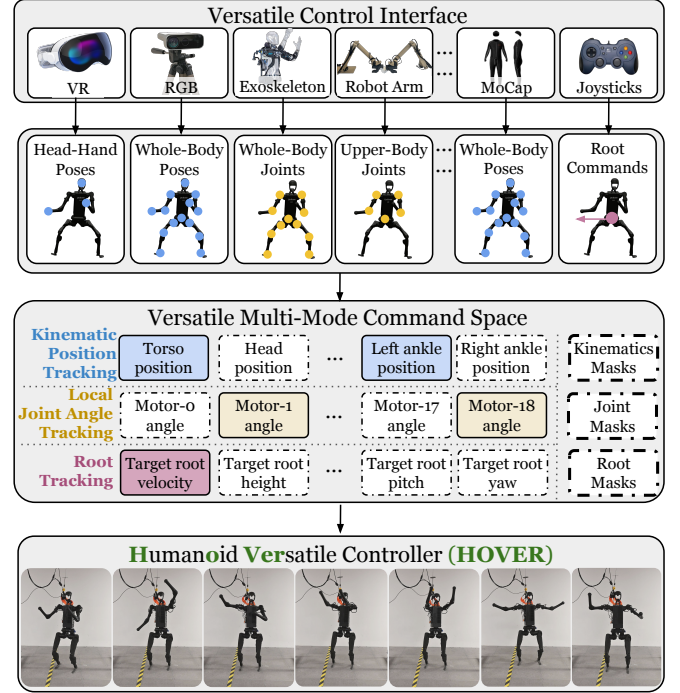 Versatile Control Interface
VR
RGB
Exoskeleton
Robot Arm
MoCap
Joysticks
Head-Hand
Poses
Whole-Body
Poses
Whole-Body
Joints
Upper-Body
Joints
Whole-Body
Poses
Root
Commands
Versatile Multi-Mode Command Space
Kinematic
Position
Tracking
Torso
position
Head
position
...
Left ankle
position
Right ankle
position
Kinematics
Masks
Local
Joint Angle
Tracking
Motor-0
angle
Motor-1
angle
...
Motor-17
angle
Motor-18
angle
Joint
Masks
Root
Tracking
Target root
velocity
Target root
height
...
Target root
pitch
Target root
yaw
Root
Masks
Humanoid Versatile Controller (HOVER)